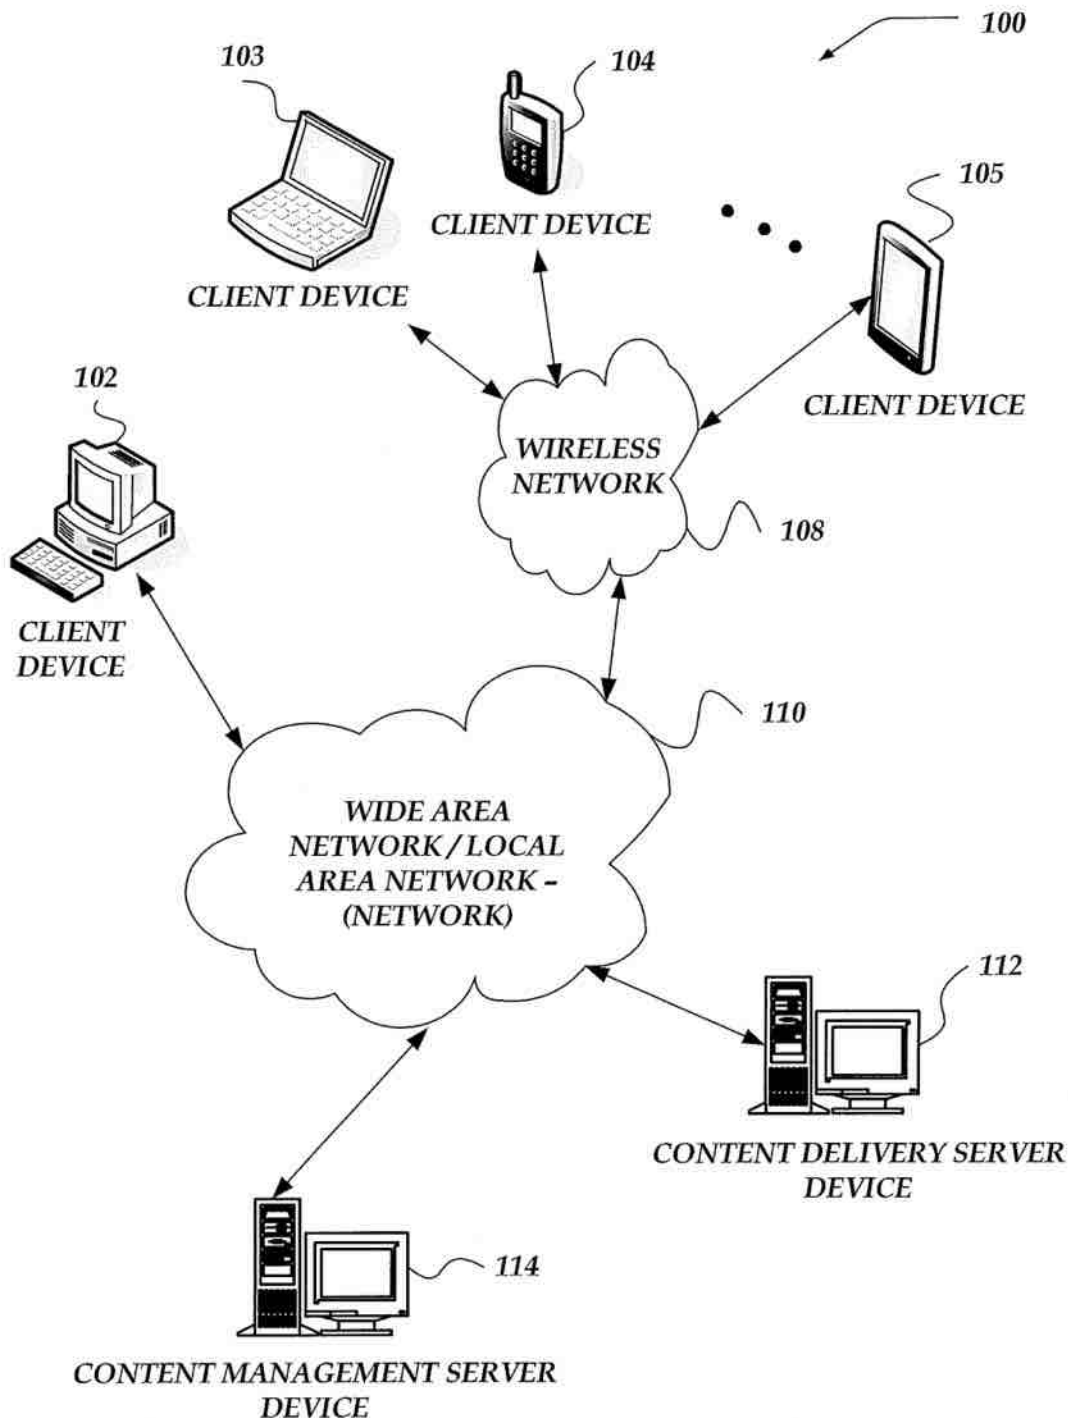 100
103
104
CLIENT DEVICE
105
CLIENT DEVICE
102
CLIENT DEVICE
WIRELESS
NETWORK
108
CLIENT
DEVICE
110
WIDE AREA
NETWORK / LOCAL
AREA NETWORK –
(NETWORK)
112
CONTENT DELIVERY SERVER
DEVICE
114
CONTENT MANAGEMENT SERVER
DEVICE